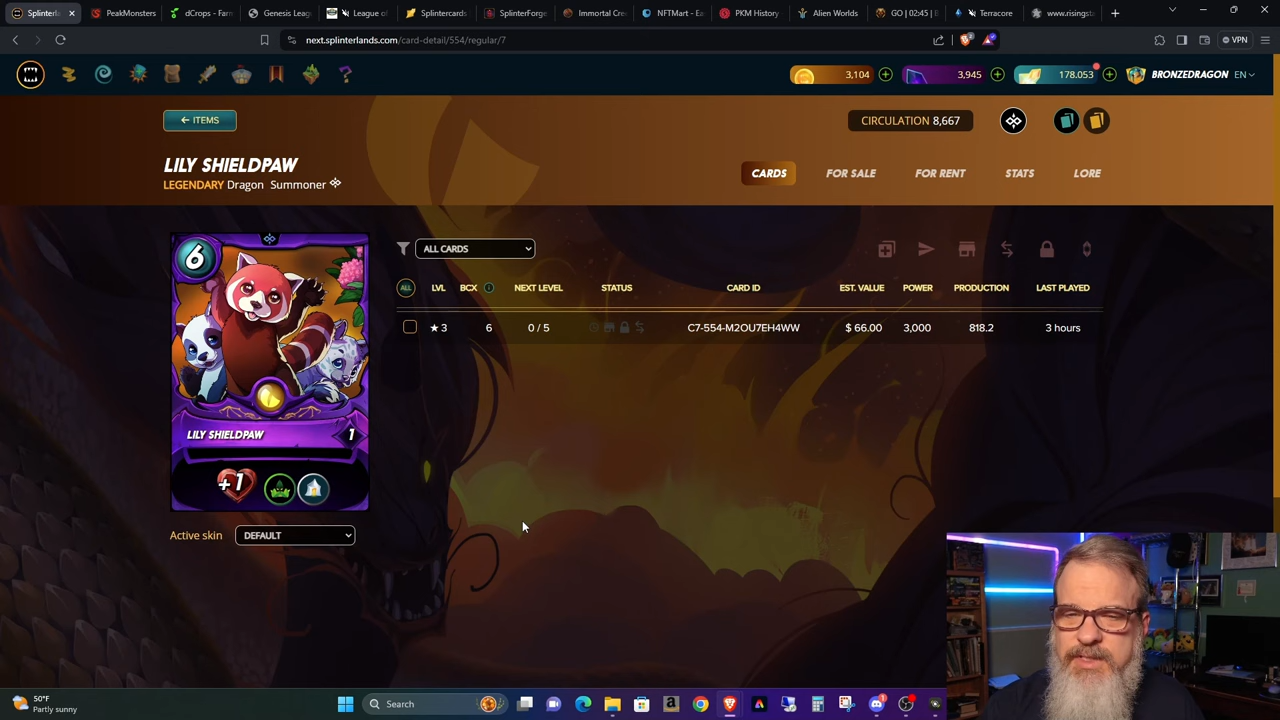 Splinterl
PeakMonsters
dCrops - Farm
Genesis Leag
League of
Splintercards
SplinterForge
Immortal Cre
NFTMart - Ea
PKM History
Alien Worlds
GO | 02:45 | B
Terracore
www.risingsta
next.splinterlands.com/card-detail/554/regular/7
VPN
3,104
3,945
178.053
BRONZEDRAGON
EN
ITEMS
CIRCULATION 8,667
LILY SHIELDPAW
LEGENDARY Dragon Summoner
CARDS
FOR SALE
FOR RENT
STATS
LORE
6
LILY SHIELDPAW
1
+1
Active skin
DEFAULT
ALL CARDS
ALL LVL BCX NEXT LEVEL STATUS CARD ID EST. VALUE POWER PRODUCTION LAST PLAYED
★ 3 6 0 / 5 C7-554-M2OU7EH4WW $ 66.00 3,000 818.2 3 hours
50°F
Partly sunny
Search